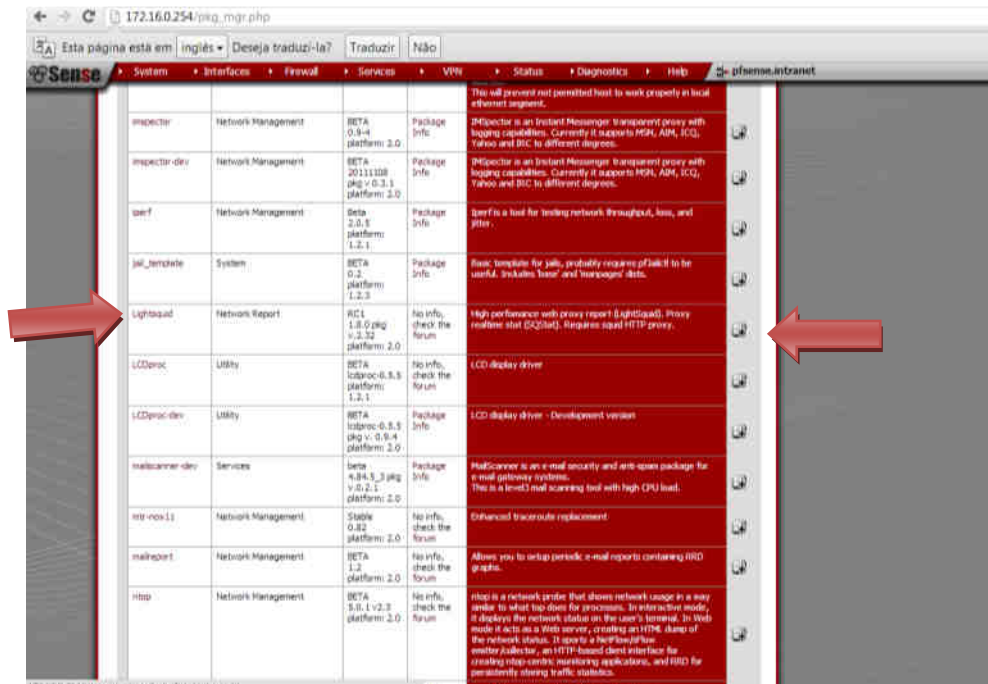 172.16.0.254/pkg_mgr.php
Esta página está em inglês Deseja traduzi-la? Traduzir Não
Sense System Interfaces Firewall Services VPN Status Diagnostics Help pfsense.intranet
This will prevent not permitted host to work properly in local
ethernet segment.
imspector Network Management BETA Package IMSpector is an Instant Messenger transparent proxy with
0.9-4 Info logging capabilities. Currently it supports MSN, AIM, ICQ,
platform: 2.0 Yahoo and IRC to different degrees.
imspector-dev Network Management BETA Package IMSpector is an Instant Messenger transparent proxy with
20111108 Info logging capabilities. Currently it supports MSN, AIM, ICQ,
pkg v 0.3.1 Yahoo and IRC to different degrees.
platform: 2.0
iperf Network Management Beta Package Iperf is a tool for testing network throughput, loss, and
2.0.5 Info jitter.
platform:
1.2.1
jail_template System BETA Package Basic template for jails, probably requires pfJailctl to be
0.2 Info useful. Includes 'base' and 'manpages' dists.
platform:
1.2.3
Lightsquid Network Report RC1 No info, High perfomance web proxy report (LightSquid). Proxy
1.8.0 pkg check the realtime stat (SQStat). Requires squid HTTP proxy.
v.2.32 forum
platform: 2.0
LCDproc Utility BETA No info, LCD display driver
lcdproc-0.5.5 check the
platform: forum
1.2.1
LCDproc-dev Utility BETA Package LCD display driver - Development version
lcdproc-0.5.5 Info
pkg v. 0.9.4
platform: 2.0
mailscanner-dev Services beta Package MailScanner is an e-mail security and anti-spam package for
4.84.5_3 pkg Info e-mail gateway systems.
v.0.2.1 This is a level3 mail scanning tool with high CPU load.
platform: 2.0
mtr-nox11 Network Management Stable No info, Enhanced traceroute replacement
0.82 check the
platform: 2.0 forum
mailreport Network Management BETA No info, Allows you to setup periodic e-mail reports containing RRD
1.2 check the graphs.
platform: 2.0 forum
ntop Network Management BETA No info, ntop is a network probe that shows network usage in a way
5.0.1 v2.3 check the similar to what top does for processes. In interactive mode,
platform: 2.0 forum it displays the network status on the user's terminal. In Web
mode it acts as a Web server, creating an HTML dump of
the network status. It sports a NetFlow/sFlow
emitter/collector, an HTTP-based client interface for
creating ntop-centric monitoring applications, and RRD for
persistently storing traffic statistics.